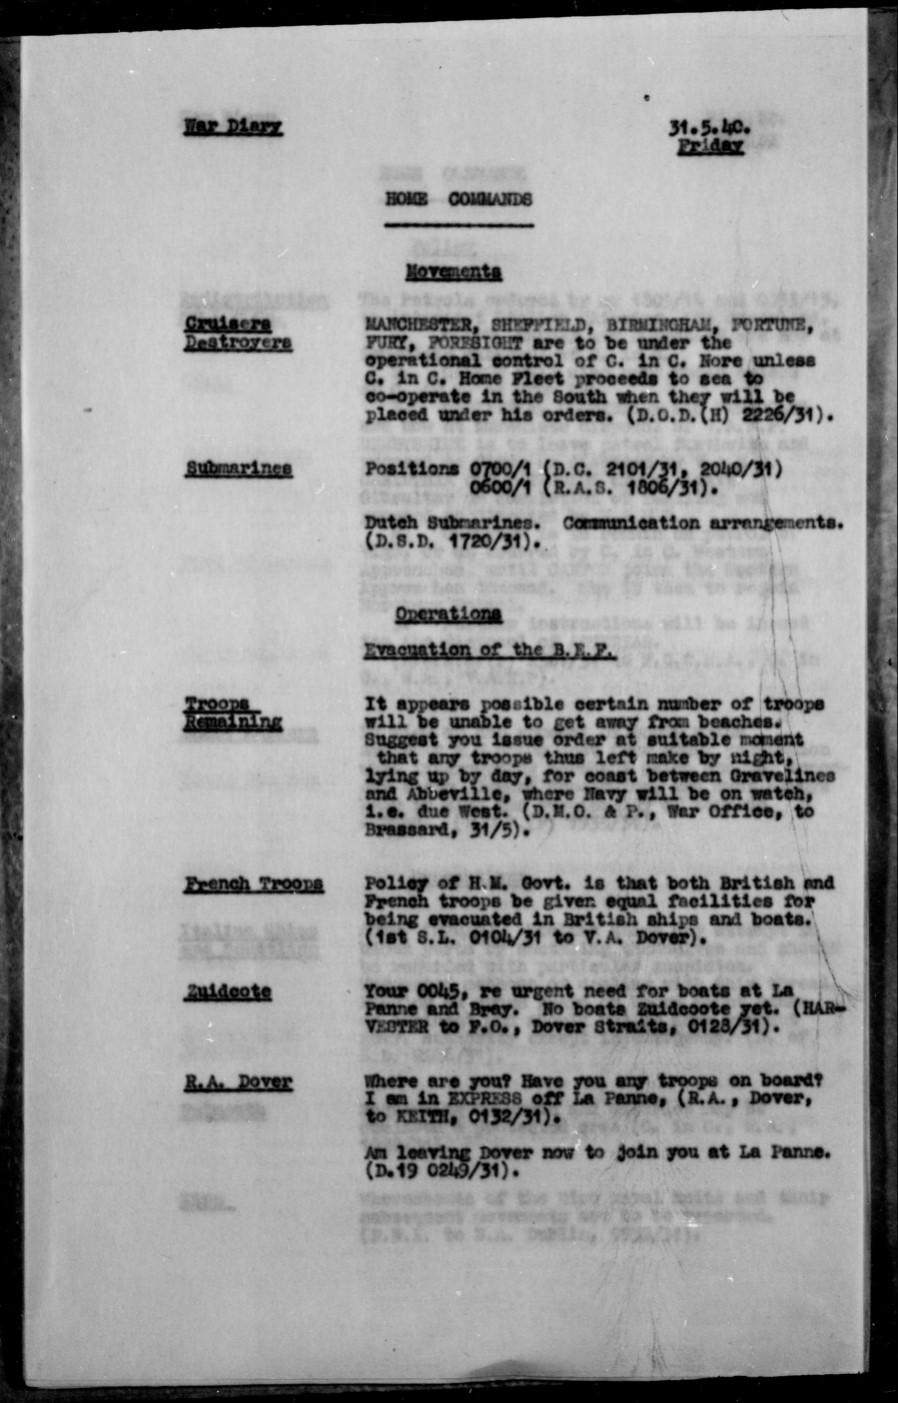 War Diary
31.5.40.
Friday
HOME COMMANDS
Movements
Cruisers
Destroyers
MANCHESTER, SHEFFIELD, BIRMINGHAM, FORTUNE,
FURY, FORESIGHT are to be under the
operational control of C. in C. Nore unless
C. in C. Home Fleet proceeds to sea to
co-operate in the South when they will be
placed under his orders. (D.O.D.(H) 2226/31).
Submarines
Positions 0700/1 (D.C. 2101/31, 2040/31)
0600/1 (R.A.S. 1806/31).
Dutch Submarines. Communication arrangements.
(D.S.D. 1720/31).
Operations
Evacuation of the B.E.F.
Troops
Remaining
It appears possible certain number of troops
will be unable to get away from beaches.
Suggest you issue order at suitable moment
that any troops thus left make by night,
lying up by day, for coast between Gravelines
and Abbeville, where Navy will be on watch,
i.e. due West. (D.M.O. & P., War Office, to
Brassard, 31/5).
French Troops
Policy of H.M. Govt. is that both British and
French troops be given equal facilities for
being evacuated in British ships and boats.
(1st S.L. 0104/31 to V.A. Dover).
Zuidcote
Your 0045, re urgent need for boats at La
Panne and Bray. No boats Zuidcoote yet. (HAR-
VESTER to F.O., Dover Straits, 0128/31).
R.A. Dover
Where are you? Have you any troops on board?
I am in EXPRESS off La Panne, (R.A., Dover,
to KEITH, 0132/31).
Am leaving Dover now to join you at La Panne.
(D.19 0249/31).